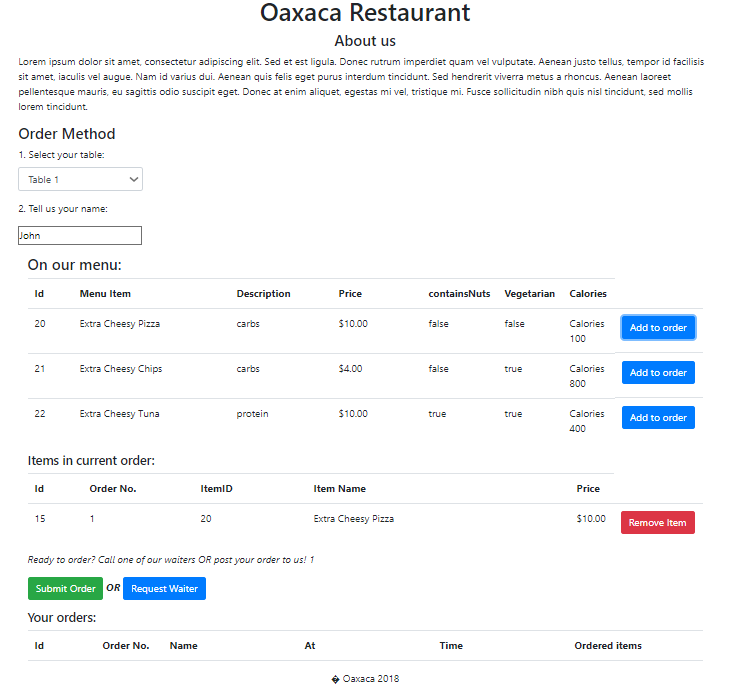 Oaxaca Restaurant
About us
Lorem ipsum dolor sit amet, consectetur adipiscing elit. Sed et est ligula. Donec rutrum imperdiet quam vel vulputate. Aenean justo tellus, tempor id facilisis
sit amet, iaculis vel augue. Nam id varius dui. Aenean quis felis eget purus interdum tincidunt. Sed hendrerit viverra metus a rhoncus. Aenean laoreet
pellentesque mauris, eu sagittis odio suscipit eget. Donec at enim aliquet, egestas mi vel, tristique mi. Fusce sollicitudin nibh quis nisl tincidunt, sed mollis
lorem tincidunt.
Order Method
1. Select your table:
Table 1
2. Tell us your name:
John
On our menu:
Id Menu Item Description Price containsNuts Vegetarian Calories
20 Extra Cheesy Pizza carbs $10.00 false false Calories 100 Add to order
21 Extra Cheesy Chips carbs $4.00 false true Calories 800 Add to order
22 Extra Cheesy Tuna protein $10.00 true true Calories 400 Add to order
Items in current order:
Id Order No. ItemID Item Name Price
15 1 20 Extra Cheesy Pizza $10.00 Remove Item
Ready to order? Call one of our waiters OR post your order to us! 1
Submit Order OR Request Waiter
Your orders:
Id Order No. Name At Time Ordered items
� Oaxaca 2018